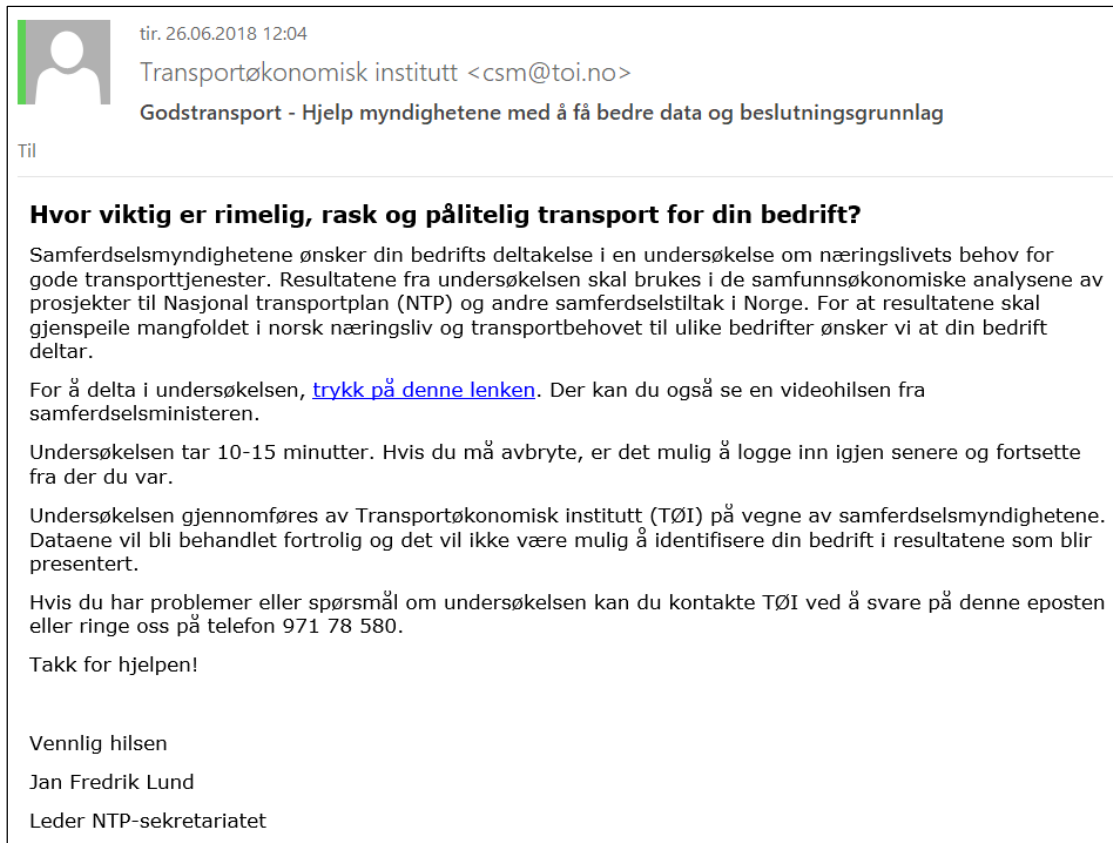 tir. 26.06.2018 12:04
Transportøkonomisk institutt <csm@toi.no>
Godstransport - Hjelp myndighetene med å få bedre data og beslutningsgrunnlag
Til
Hvor viktig er rimelig, rask og pålitelig transport for din bedrift?
Samferdselsmyndighetene ønsker din bedrifts deltakelse i en undersøkelse om næringslivets behov for
gode transporttjenester. Resultatene fra undersøkelsen skal brukes i de samfunnsøkonomiske analysene av
prosjekter til Nasjonal transportplan (NTP) og andre samferdselstiltak i Norge. For at resultatene skal
gjenspeile mangfoldet i norsk næringsliv og transportbehovet til ulike bedrifter ønsker vi at din bedrift
deltar.
For å delta i undersøkelsen, trykk på denne lenken. Der kan du også se en videohilsen fra
samferdselsministeren.
Undersøkelsen tar 10-15 minutter. Hvis du må avbryte, er det mulig å logge inn igjen senere og fortsette
fra der du var.
Undersøkelsen gjennomføres av Transportøkonomisk institutt (TØI) på vegne av samferdselsmyndighetene.
Dataene vil bli behandlet fortrolig og det vil ikke være mulig å identifisere din bedrift i resultatene som blir
presentert.
Hvis du har problemer eller spørsmål om undersøkelsen kan du kontakte TØI ved å svare på denne eposten
eller ringe oss på telefon 971 78 580.
Takk for hjelpen!
Vennlig hilsen
Jan Fredrik Lund
Leder NTP-sekretariatet